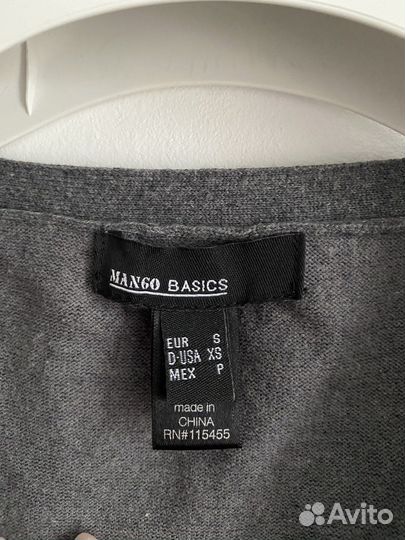 MANGO BASICS
EUR S
D-USA XS
MEX P
made in
CHINA
RN#115455
Avito